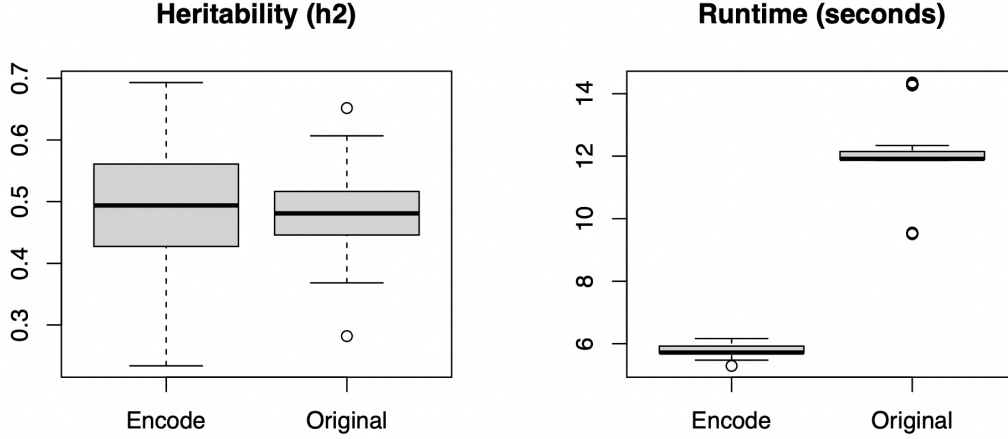 Heritability (h2)
0.7
0.6
0.5
0.4
0.3
Encode Original
Runtime (seconds)
14
12
10
8
6
Encode Original